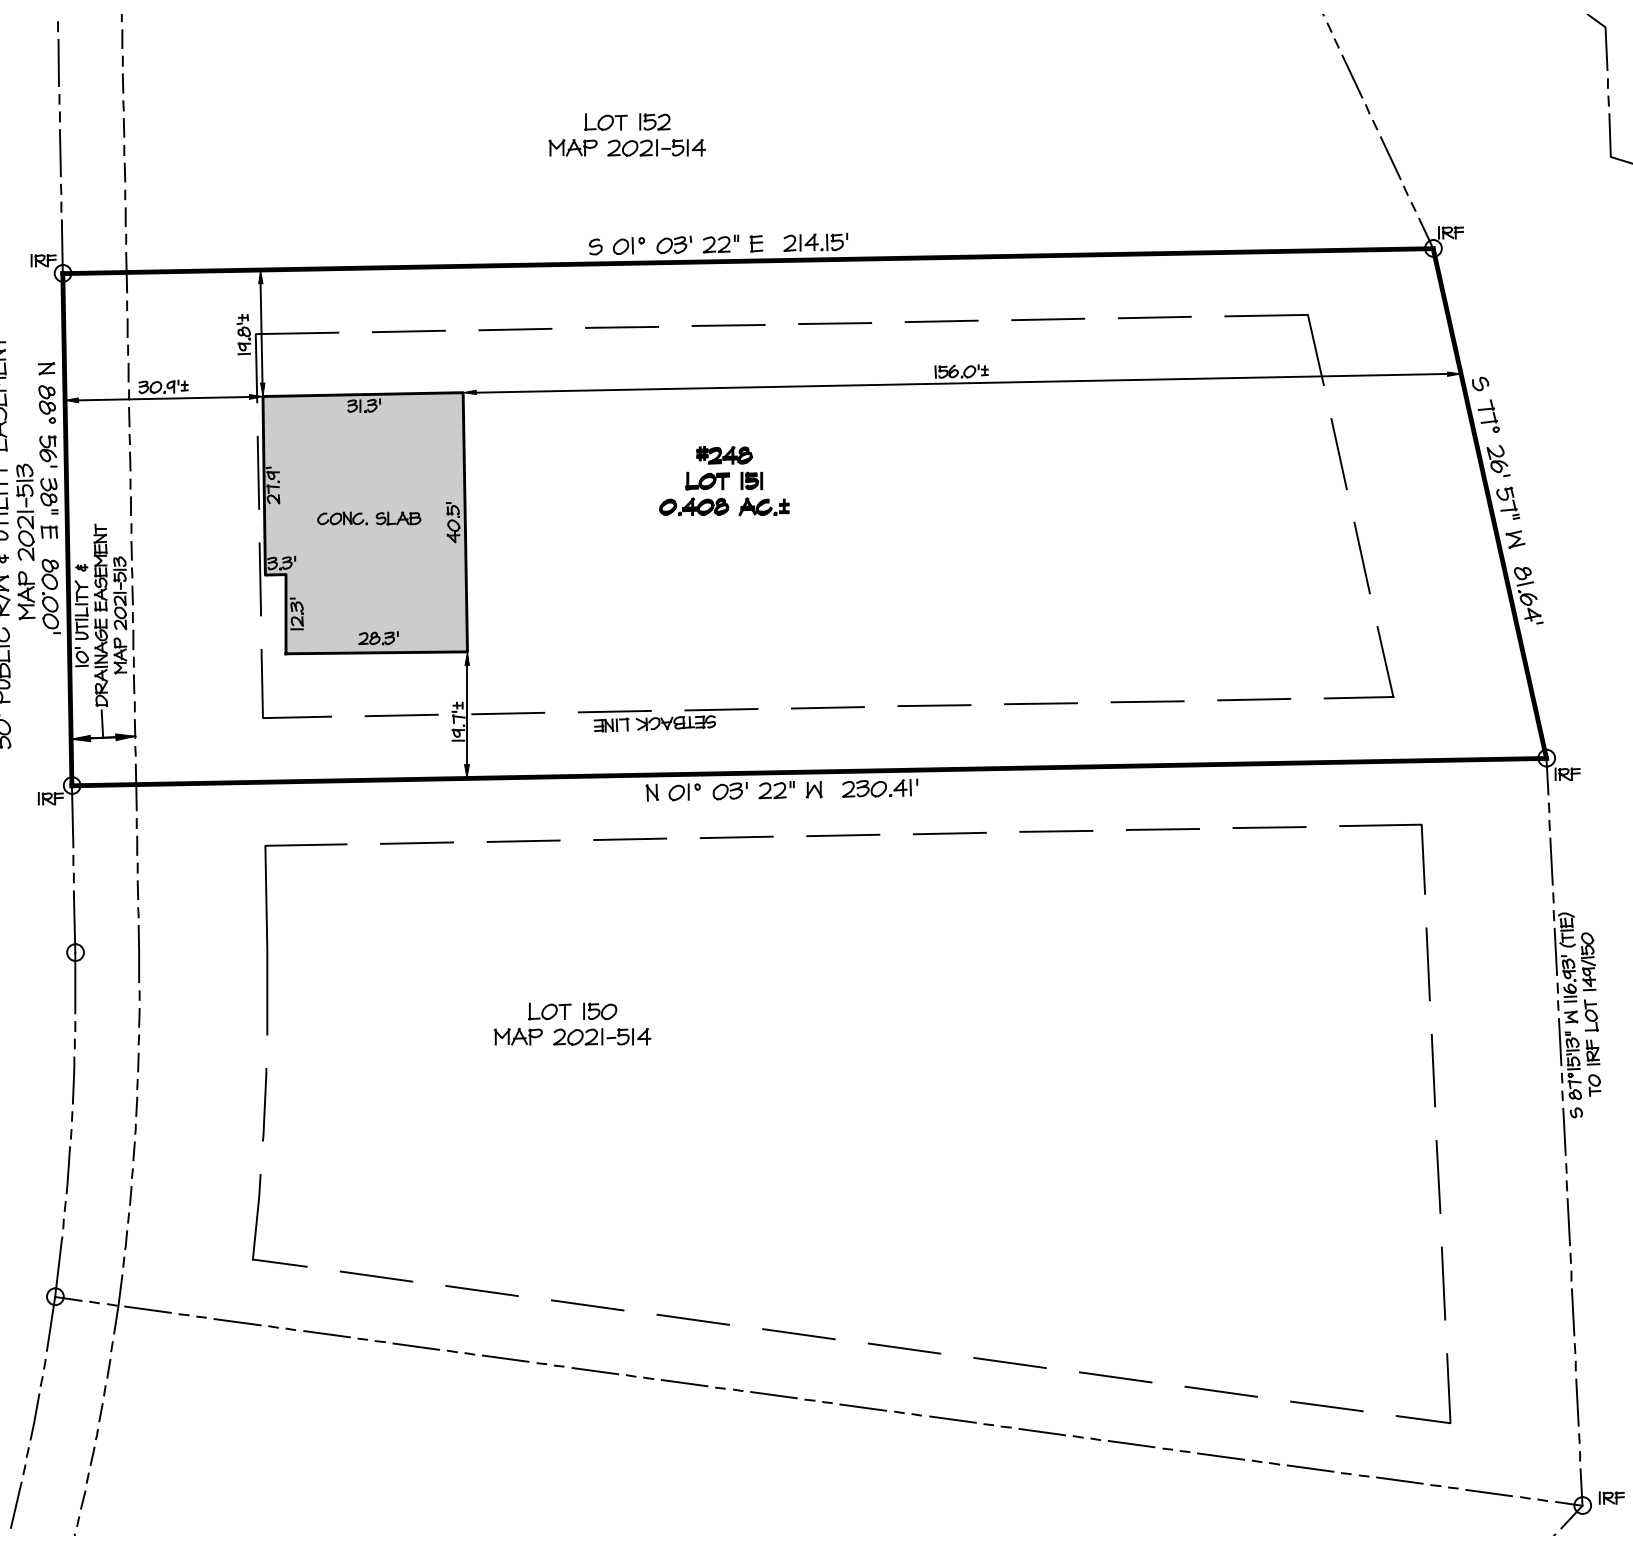 LOT 152
MAP 2021-514
IRF
S 01° 03' 22" E 214.15'
IRF
19.8'±
30.9'±
156.0'±
31.3'
27.9'
CONC. SLAB
40.5'
3.3'
12.3'
28.3'
#248
LOT 151
0.408 AC.±
S 77° 26' 57" W 81.64'
50' PUBLIC R/W & UTILITY EASEMENT
MAP 2021-513
N 88° 56' 38" E 80.00'
10' UTILITY &
DRAINAGE EASEMENT
MAP 2021-513
19.7'±
SETBACK LINE
IRF
N 01° 03' 22" W 230.41'
IRF
LOT 150
MAP 2021-514
S 87°15'13" W 116.93' (TIE)
TO IRF LOT 149/150
IRF